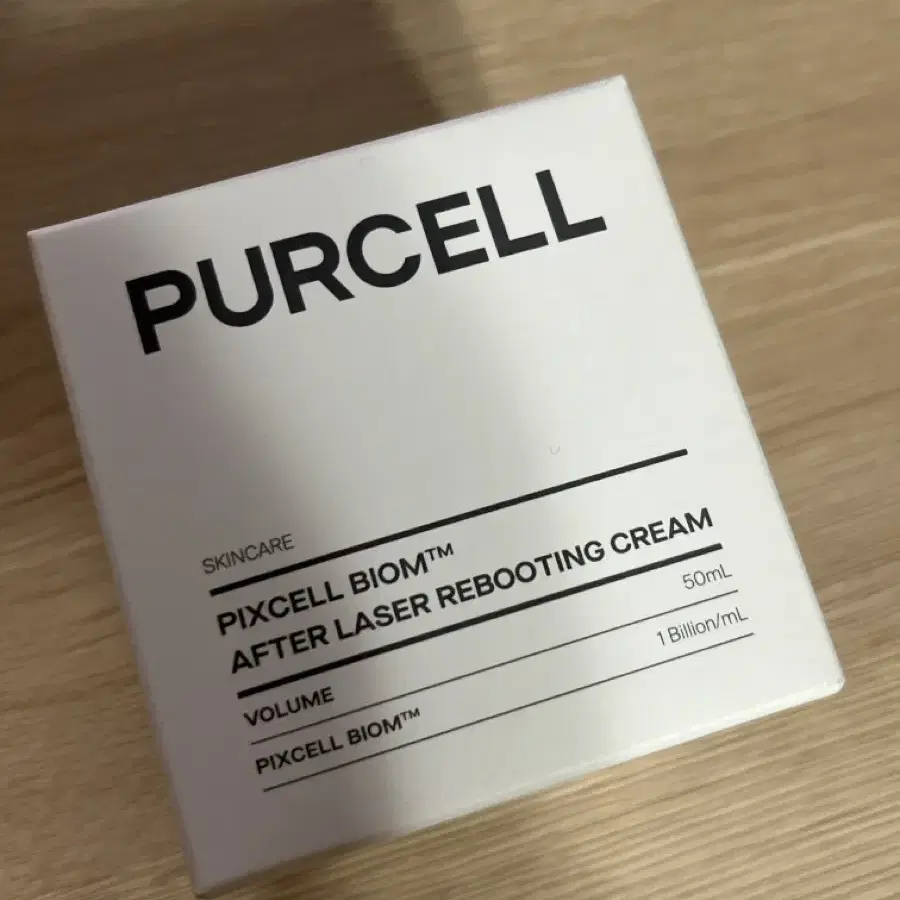 PURCELL
SKINCARE
PIXCELL BIOM™
AFTER LASER REBOOTING CREAM
VOLUME 50mL
PIXCELL BIOM™ 1 Billion/mL